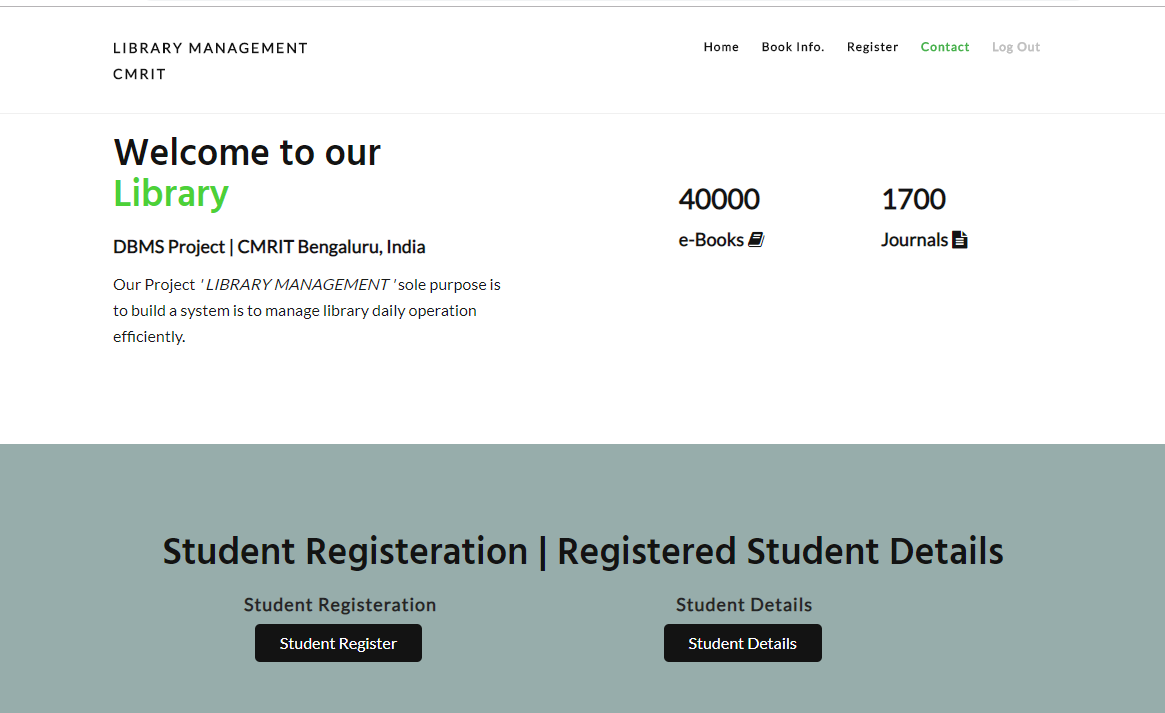 LIBRARY MANAGEMENT
CMRIT
Home Book Info. Register Contact Log Out
Welcome to our
Library
DBMS Project | CMRIT Bengaluru, India
Our Project ' LIBRARY MANAGEMENT ' sole purpose is
to build a system is to manage library daily operation
efficiently.
40000 1700
e-Books Journals
Student Registeration | Registered Student Details
Student Registeration Student Details
Student Register Student Details